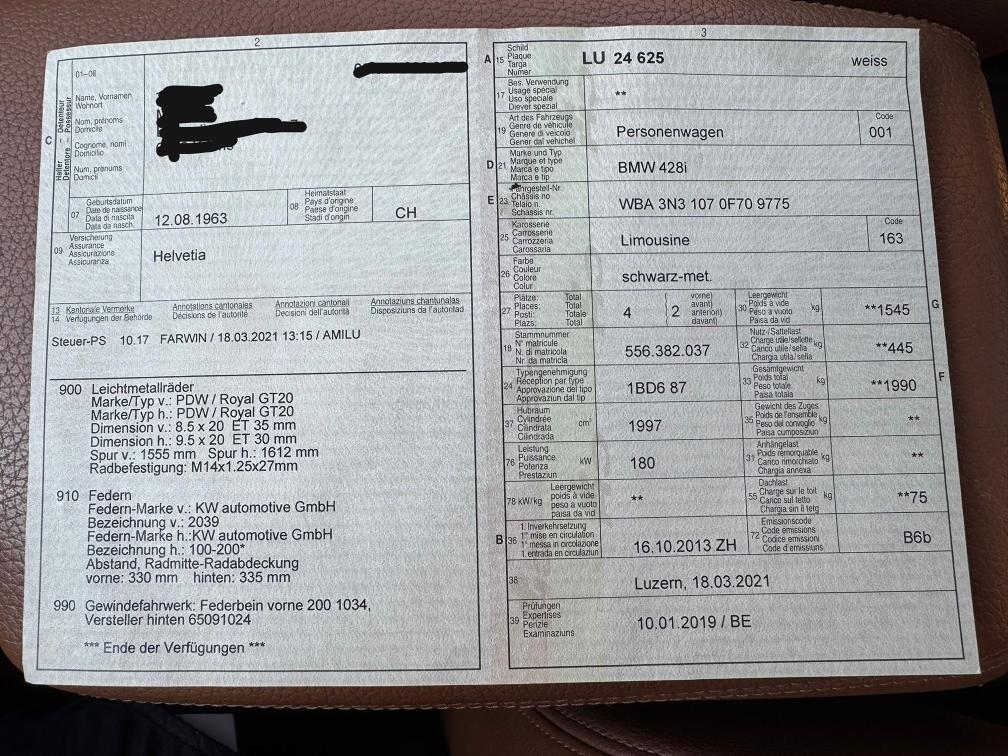 2
01–06
Name, Vornamen
Wohnort
Nom, prénoms
Domicile
Cognome, nomi
Domicilio
Num, prenums
Domicil
C
Halter – Détenteur
Detentore – Possessur
07
Geburtsdatum
Date de naissance
Data di nascita
Data da nasch.
12.08.1963
08
Heimatstaat
Pays d'origine
Paese d'origine
Stadi d'origin
CH
09
Versicherung
Assurance
Assicurazione
Assicuranza
Helvetia
13 Kantonale Vermerke
14 Verfügungen der Behörde
Annotations cantonales
Décisions de l'autorité
Annotazioni cantonali
Decisioni dell'autorità
Annotaziuns chantunalas
Disposiziuns da l'autoritad
Steuer-PS 10.17 FARWIN / 18.03.2021 13:15 / AMILU
900 Leichtmetallräder
Marke/Typ v.: PDW / Royal GT20
Marke/Typ h.: PDW / Royal GT20
Dimension v.: 8.5 x 20 ET 35 mm
Dimension h.: 9.5 x 20 ET 30 mm
Spur v.: 1555 mm Spur h.: 1612 mm
Radbefestigung: M14x1.25x27mm
910 Federn
Federn-Marke v.: KW automotive GmbH
Bezeichnung v.: 2039
Federn-Marke h.:KW automotive GmbH
Bezeichnung h.: 100-200*
Abstand, Radmitte-Radabdeckung
vorne: 330 mm hinten: 335 mm
990 Gewindefahrwerk: Federbein vorne 200 1034,
Versteller hinten 65091024
*** Ende der Verfügungen ***
3
A 15
Schild
Plaque
Targa
Numer
LU 24 625 weiss
17
Bes. Verwendung
Usage spécial
Uso speciale
Diever spezial
**
19
Art des Fahrzeugs
Genre de véhicule
Genere di veicolo
Gener dal vehichel
Personenwagen
Code
001
D 21
Marke und Typ
Marque et type
Marca e tipo
Marca e tip
BMW 428i
E 23
Fahrgestell-Nr
Châssis no
Telaio n.
Schassis nr.
WBA 3N3 107 0F70 9775
25
Karosserie
Carrosserie
Carrozzeria
Carossaria
Limousine
Code
163
26
Farbe
Couleur
Colore
Colur
schwarz-met.
27
Plätze: Total
Places: Total
Posti: Totale
Plazs: Total
4 ( 2
vorne)
avant)
anteriori)
davant)
30
Leergewicht
Poids à vide
Peso a vuoto
Paisa da vid
kg
**1545
G
18
Stammnummer
N° matricule
N. di matricola
Nr. da matricla
556.382.037
32
Nutz-/Sattellast
Charge utile/sellette
Carico utile/sella
Chargia utila/sella
kg
**445
24
Typengenehmigung
Réception par type
Approvazione del tipo
Approvaziun dal tip
1BD6 87
33
Gesamtgewicht
Poids total
Peso totale
Paisa totala
kg
**1990
F
37
Hubraum
Cylindrée
Cilindrata
Cilindrada
cm³
1997
35
Gewicht des Zuges
Poids de l'ensemble
Peso del convoglio
Paisa cumposiziun
kg
**
76
Leistung
Puissance
Potenza
Prestaziun
kW
180
31
Anhängelast
Poids remorquable
Carico rimorchiato
Chargia annexa
kg
**
78 kW/kg
Leergewicht
poids à vide
peso a vuoto
paisa da vid
**
55
Dachlast
Charge sur le toit
Carico sul tetto
Chargia sin il tetg
kg
**75
B 36
1. Inverkehrsetzung
1re mise en circulation
1a messa in circolazione
1. entrada en circulaziun
16.10.2013 ZH
72
Emissionscode
Code émissions
Codice emissioni
Code d'emissiuns
B6b
38
Luzern, 18.03.2021
39
Prüfungen
Expertises
Perizie
Examinaziuns
10.01.2019 / BE